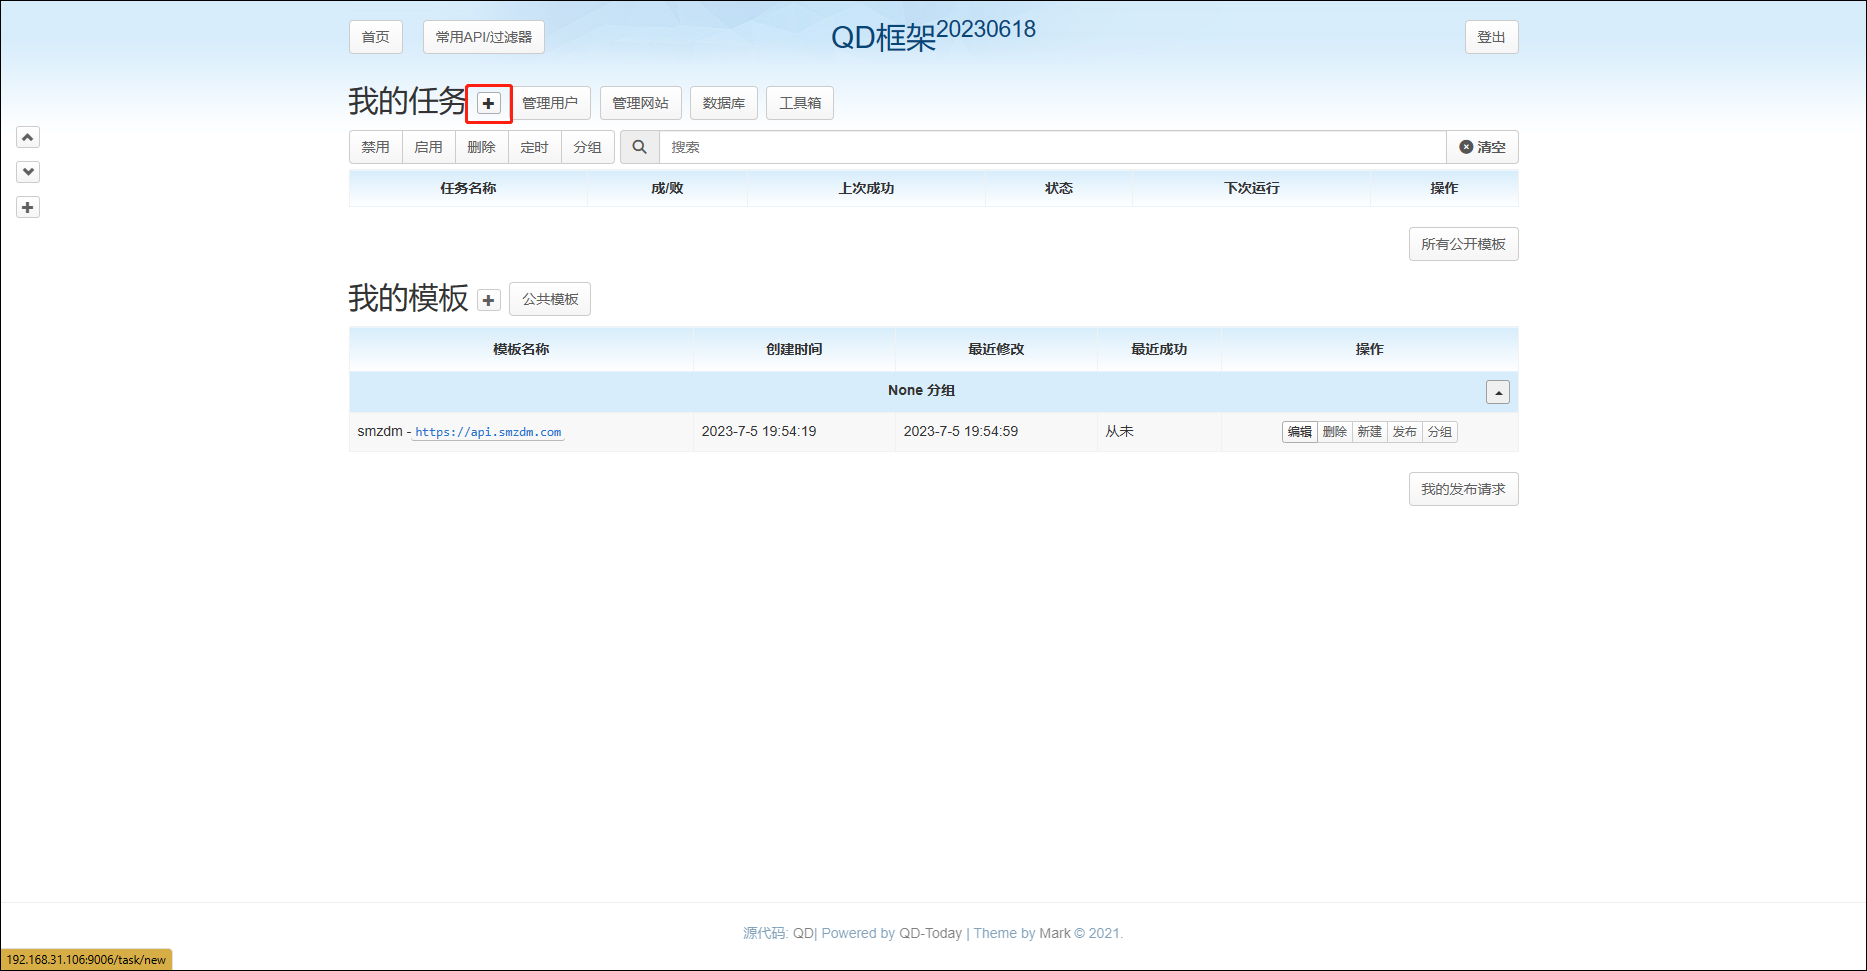 首页 常用API/过滤器 QD框架20230618 登出
我的任务 管理用户 管理网站 数据库 工具箱
禁用 启用 删除 定时 分组 搜索 清空
任务名称 成/败 上次成功 状态 下次运行 操作
所有公开模板
我的模板 公共模板
模板名称 创建时间 最近修改 最近成功 操作
None 分组
smzdm - https://api.smzdm.com 2023-7-5 19:54:19 2023-7-5 19:54:59 从未 编辑 删除 新建 发布 分组
我的发布请求
源代码: QD| Powered by QD-Today | Theme by Mark © 2021.
192.168.31.106:9006/task/new